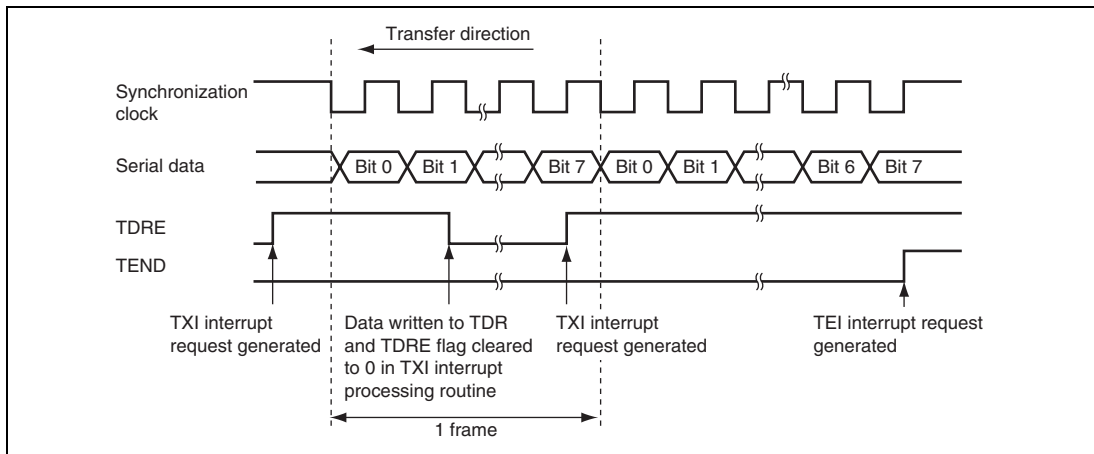 Transfer direction
Synchronization
clock
Serial data
Bit 0
Bit 1
Bit 7
Bit 0
Bit 1
Bit 6
Bit 7
TDRE
TEND
TXI interrupt
request generated
Data written to TDR
and TDRE flag cleared
to 0 in TXI interrupt
processing routine
TXI interrupt
request generated
TEI interrupt request
generated
1 frame